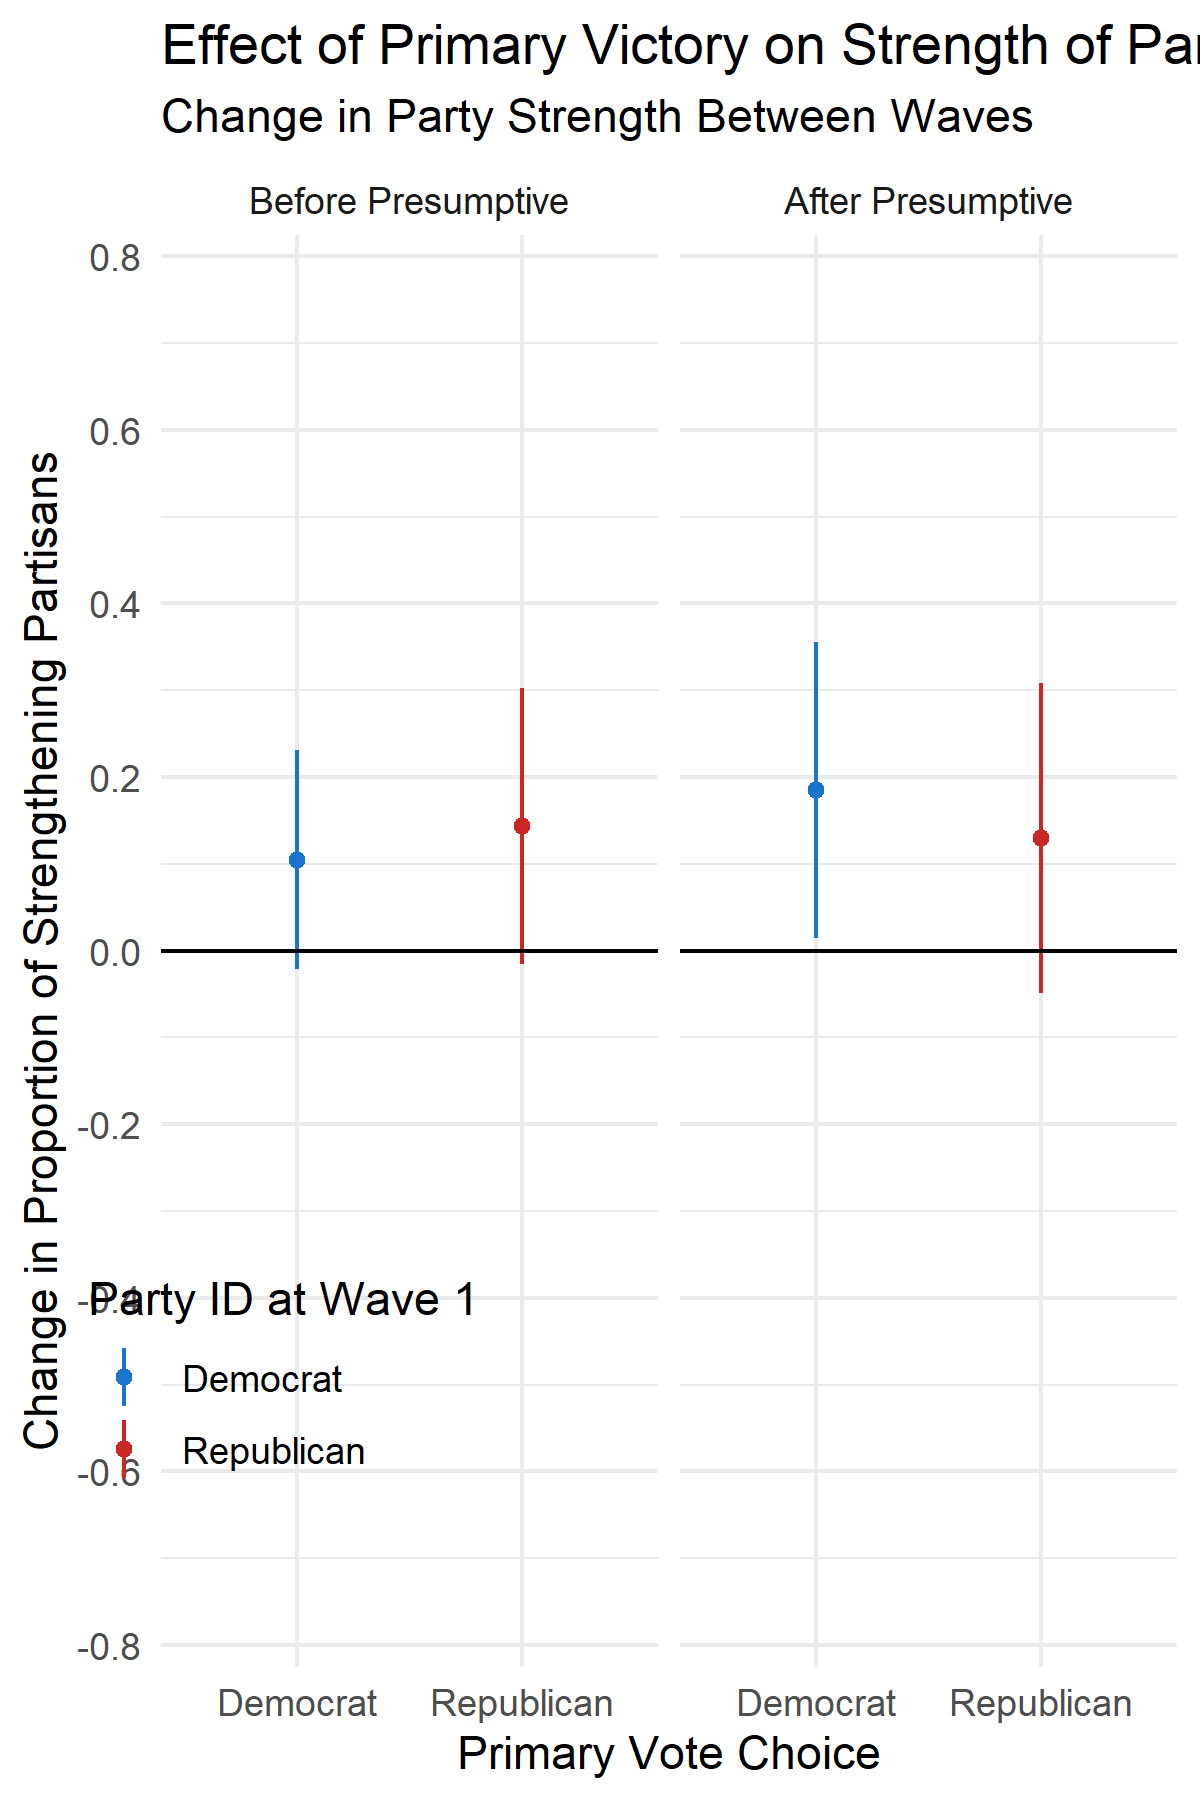 Effect of Primary Victory on Strength of Par
Change in Party Strength Between Waves
Before Presumptive
After Presumptive
Change in Proportion of Strengthening Partisans
0.8
0.6
0.4
0.2
0.0
-0.2
-0.4
-0.6
-0.8
Party ID at Wave 1
Democrat
Republican
Democrat Republican Democrat Republican
Primary Vote Choice